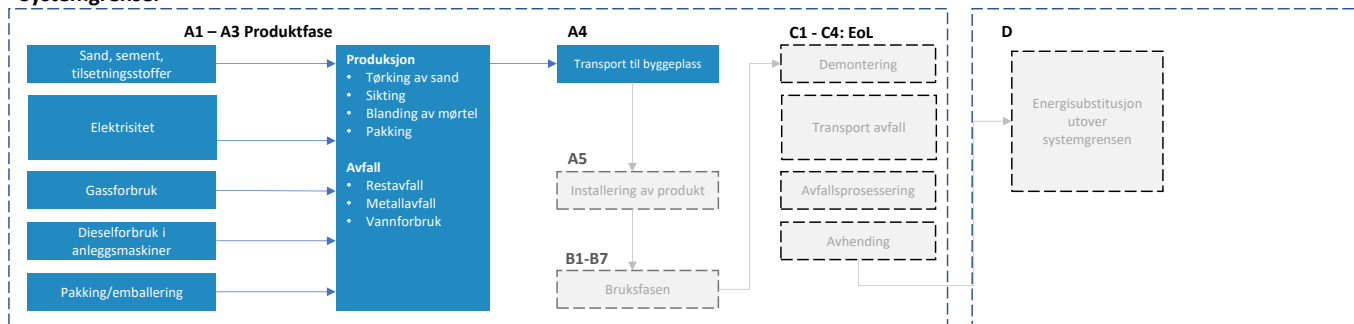 Systemgrenser
A1 – A3 Produktfase
Sand, sement,
tilsetningsstoffer
Elektrisitet
Gassforbruk
Dieselforbruk i
anleggsmaskiner
Pakking/emballering
Produksjon
• Tørking av sand
• Sikting
• Blanding av mørtel
• Pakking
Avfall
• Restavfall
• Metallavfall
• Vannforbruk
A4
Transport til byggeplass
A5
Installering av produkt
B1-B7
Bruksfasen
C1 - C4: EoL
Demontering
Transport avfall
Avfallsprosessering
Avhending
D
Energisubstitusjon
utover
systemgrensen